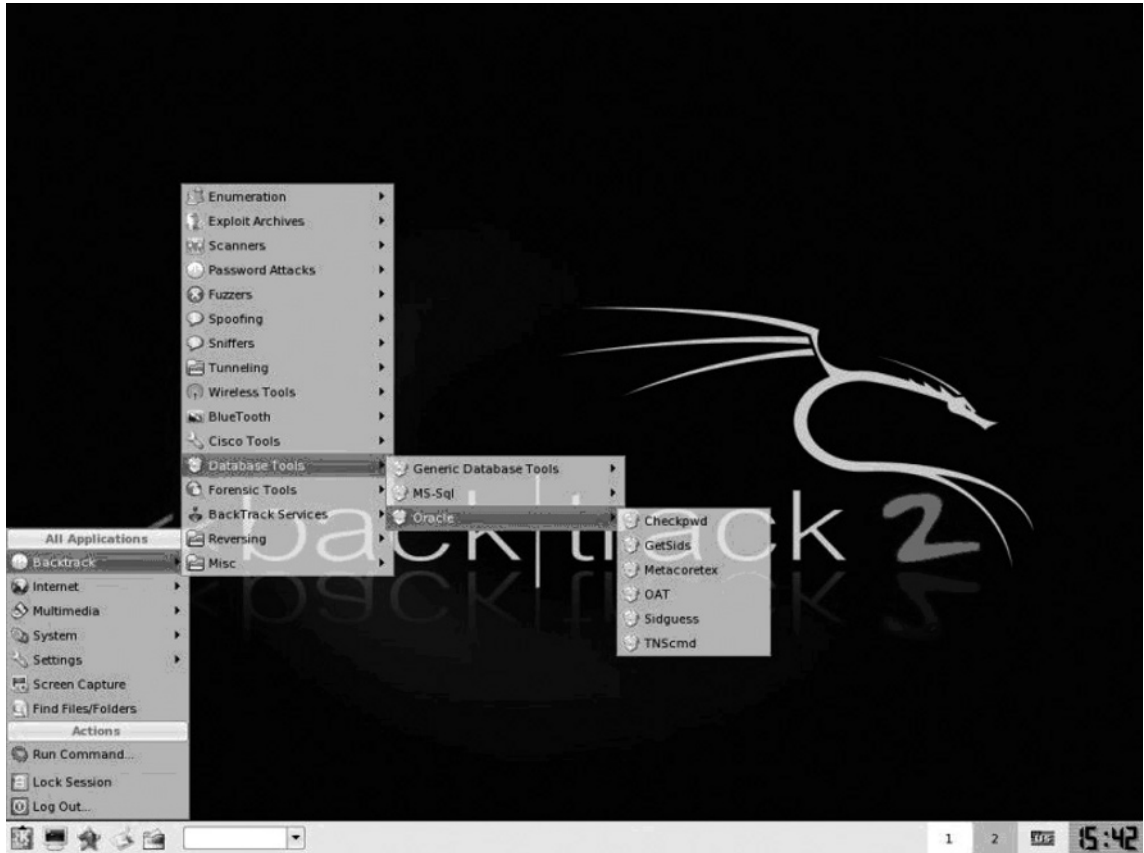 Enumeration
Exploit Archives
Scanners
Password Attacks
Fuzzers
Spoofing
Sniffers
Tunneling
Wireless Tools
BlueTooth
Cisco Tools
Database Tools
Forensic Tools
BackTrack Services
Reversing
Misc
Generic Database Tools
MS-Sql
Oracle
Checkpwd
GetSids
Metacoretex
OAT
Sidguess
TNScmd
back|track 2
All Applications
Backtrack
Internet
Multimedia
System
Settings
Screen Capture
Find Files/Folders
Actions
Run Command...
Lock Session
Log Out...
1 2 15:42